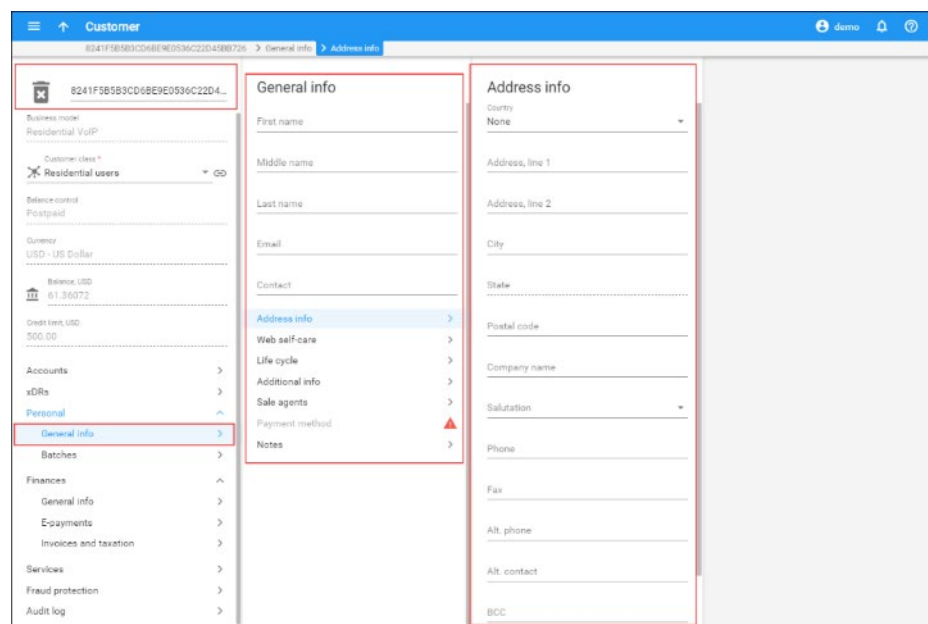 Customer
demo
8241F5B5B3CD6BE9E0536C22D45BB726 > General info > Address info
8241F5B5B3CD6BE9E0536C22D4...
Business model
Residential VoIP
Customer class *
Residential users
Balance control
Postpaid
Currency
USD - US Dollar
Balance, USD
61.36072
Credit limit, USD
500.00
Accounts
xDRs
Personal
General info
Batches
Finances
General info
E-payments
Invoices and taxation
Services
Fraud protection
Audit log
General info
First name
Middle name
Last name
Email
Contact
Address info
Web self-care
Life cycle
Additional info
Sale agents
Payment method
Notes
Address info
Country
None
Address, line 1
Address, line 2
City
State
Postal code
Company name
Salutation
Phone
Fax
Alt. phone
Alt. contact
BCC